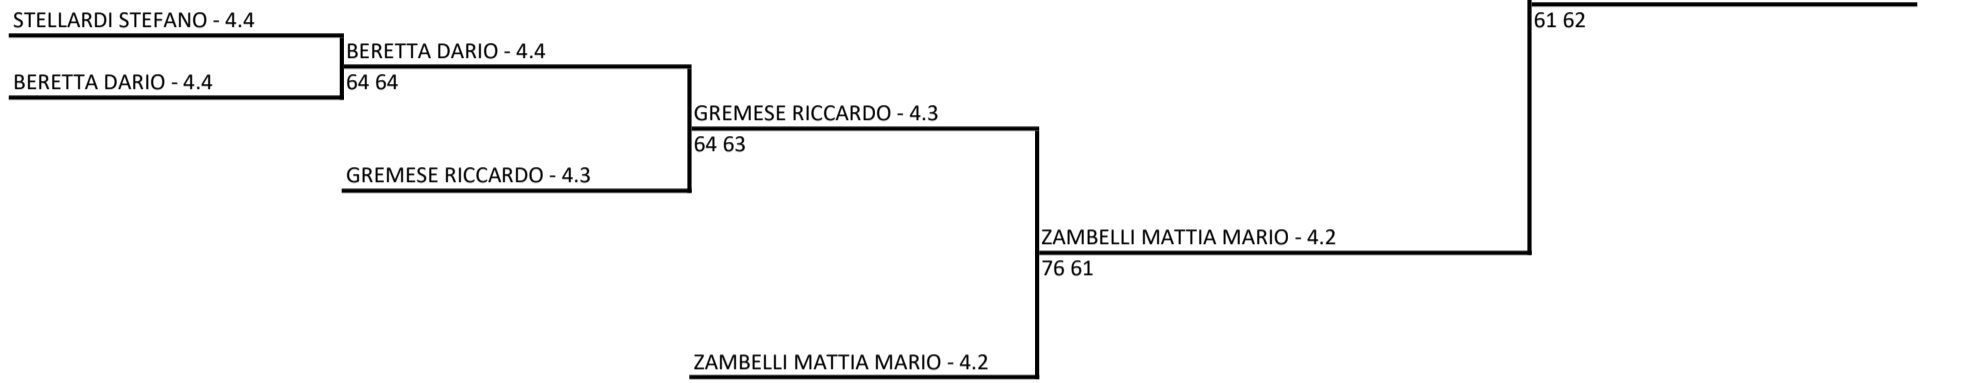 STELLARDI STEFANO - 4.4
61 62
BERETTA DARIO - 4.4
BERETTA DARIO - 4.4
64 64
GREMESE RICCARDO - 4.3
64 63
GREMESE RICCARDO - 4.3
ZAMBELLI MATTIA MARIO - 4.2
76 61
ZAMBELLI MATTIA MARIO - 4.2